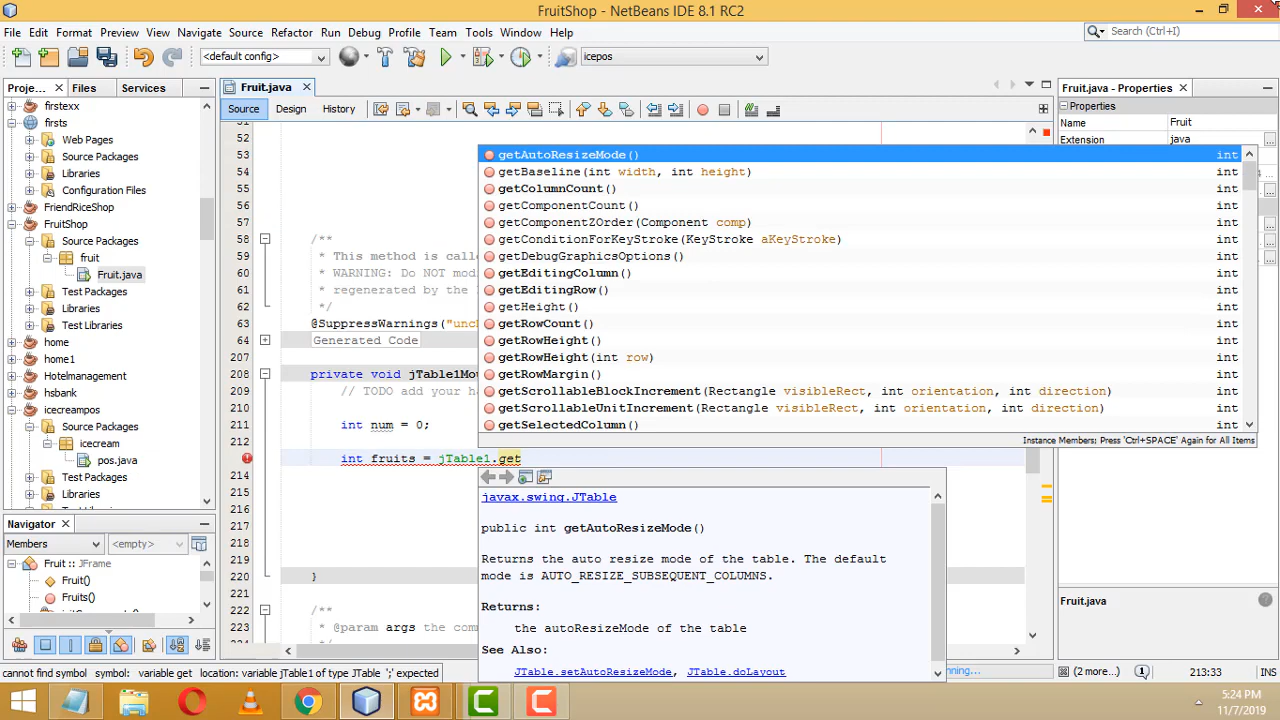 FruitShop - NetBeans IDE 8.1 RC2
File Edit Format Preview View Navigate Source Refactor Run Debug Profile Team Tools Window Help
Search (Ctrl+I)
<default config>
icepos
Proje...
Files
Services
Fruit.java
Fruit.java - Properties
firstexx
firsts
Web Pages
Source Packages
Libraries
Configuration Files
FriendRiceShop
FruitShop
Source Packages
fruit
Fruit.java
Test Packages
Libraries
Test Libraries
home
home1
Hotelmanagement
hsbank
icecreampos
Source Packages
icecream
pos.java
Test Packages
Libraries
Navigator
Members
<empty>
Fruit :: JFrame
Fruit()
Fruits()
Source Design History
52
53
54
55
56
57
58 /**
59 * This method is calle
60 * WARNING: Do NOT mod
61 * regenerated by the
62 */
63 @SuppressWarnings("unc
64 Generated Code
207
208 private void jTable1Mou
209 // TODO add your ha
210
211 int num = 0;
212
int fruits = jTable1.get
214
215
216
217
218
219
220 }
221
222 /**
223 * @param args the com
224
getAutoResizeMode() int
getBaseline(int width, int height) int
getColumnCount() int
getComponentCount() int
getComponentZOrder(Component comp) int
getConditionForKeyStroke(KeyStroke aKeyStroke) int
getDebugGraphicsOptions() int
getEditingColumn() int
getEditingRow() int
getHeight() int
getRowCount() int
getRowHeight() int
getRowHeight(int row) int
getRowMargin() int
getScrollableBlockIncrement(Rectangle visibleRect, int orientation, int direction) int
getScrollableUnitIncrement(Rectangle visibleRect, int orientation, int direction) int
getSelectedColumn() int
Instance Members; Press 'Ctrl+SPACE' Again for All Items
javax.swing.JTable
public int getAutoResizeMode()
Returns the auto resize mode of the table. The default
mode is AUTO_RESIZE_SUBSEQUENT_COLUMNS.
Returns:
the autoResizeMode of the table
See Also:
JTable.setAutoResizeMode, JTable.doLayout
Properties
Name Fruit
Extension java
Fruit.java
cannot find symbol symbol: variable get location: variable jTable1 of type JTable ';' expected
(2 more...)
1
213:33
INS
5:24 PM
11/7/2019